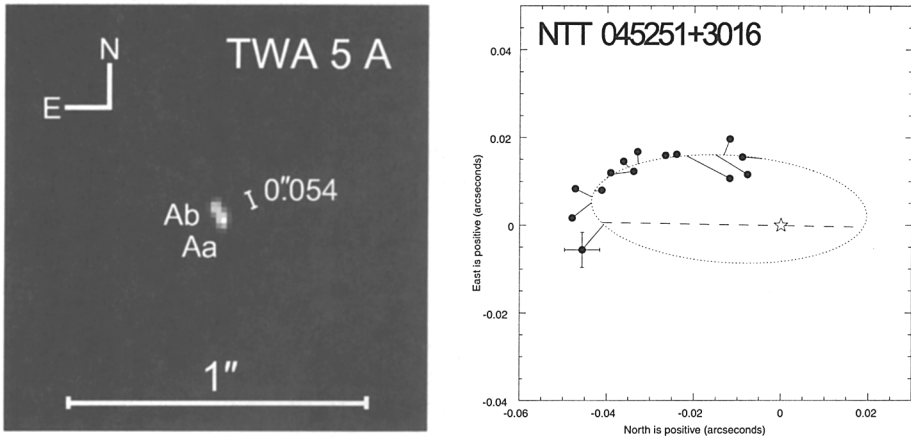 TWA 5 A
N
E
0″.054
Ab
Aa
1″
NTT 045251+3016
East is positive (arcseconds)
0.04
0.02
0
-0.02
-0.04
-0.06
-0.04
-0.02
0
0.02
North is positive (arcseconds)